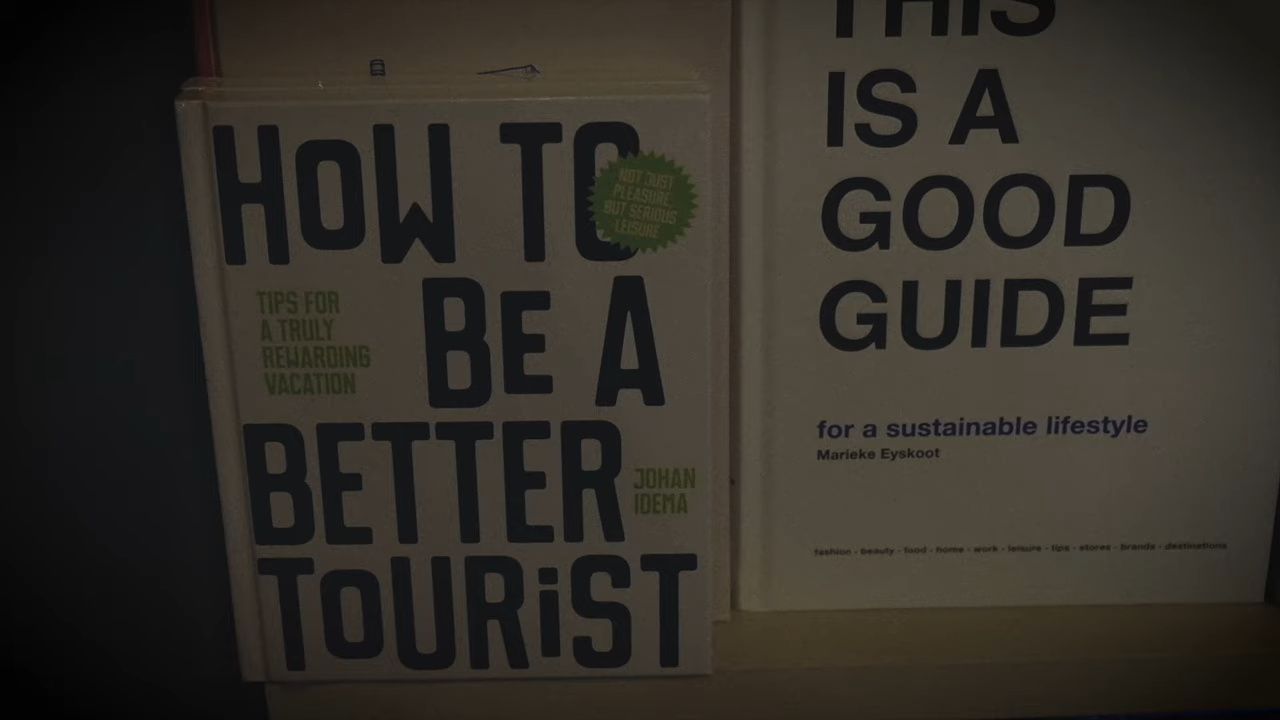 HOW TO
BE A
BETTER
TOURiST
NOT JUST
PLEASURE,
BUT SERIOUS
LEISURE
TIPS FOR
A TRULY
REWARDING
VACATION
JOHAN
IDEMA
THIS
IS A
GOOD
GUIDE
for a sustainable lifestyle
Marieke Eyskoot
fashion - beauty - food - home - work - leisure - tips - stores - brands - destinations